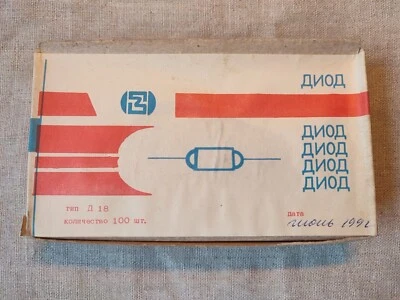 ДИОД
ДИОД
ДИОД
ДИОД
ДИОД
тип Д 18
количество 100 шт.
дата
июнь 1992